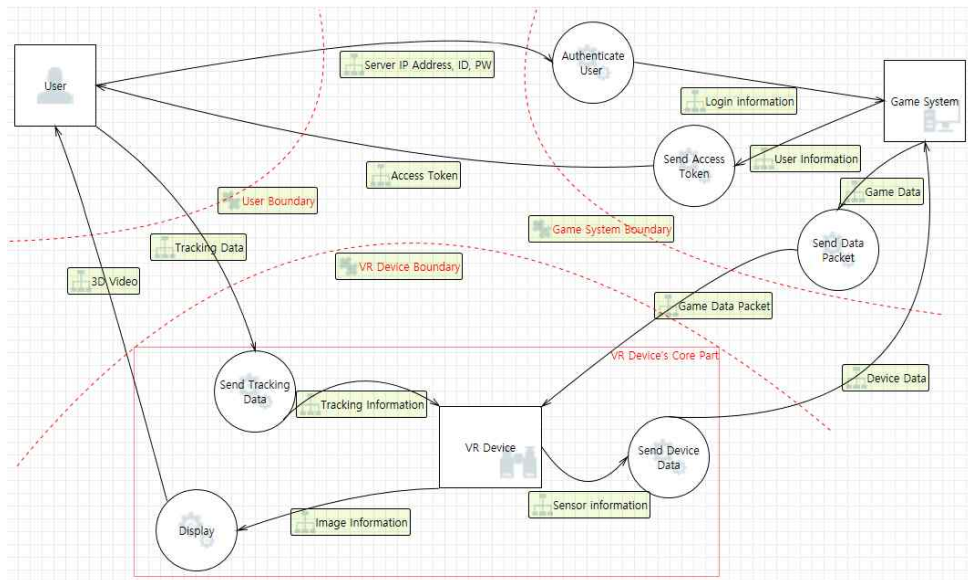 User
Server IP Address, ID, PW
Authenticate
User
Login information
Game System
Send Access
Token
User Information
Access Token
Game Data
User Boundary
Game System Boundary
Send Data
Packet
Tracking Data
VR Device Boundary
3D Video
Game Data Packet
VR Device's Core Part
Send Tracking
Data
Tracking Information
Device Data
VR Device
Send Device
Data
Sensor information
Image Information
Display